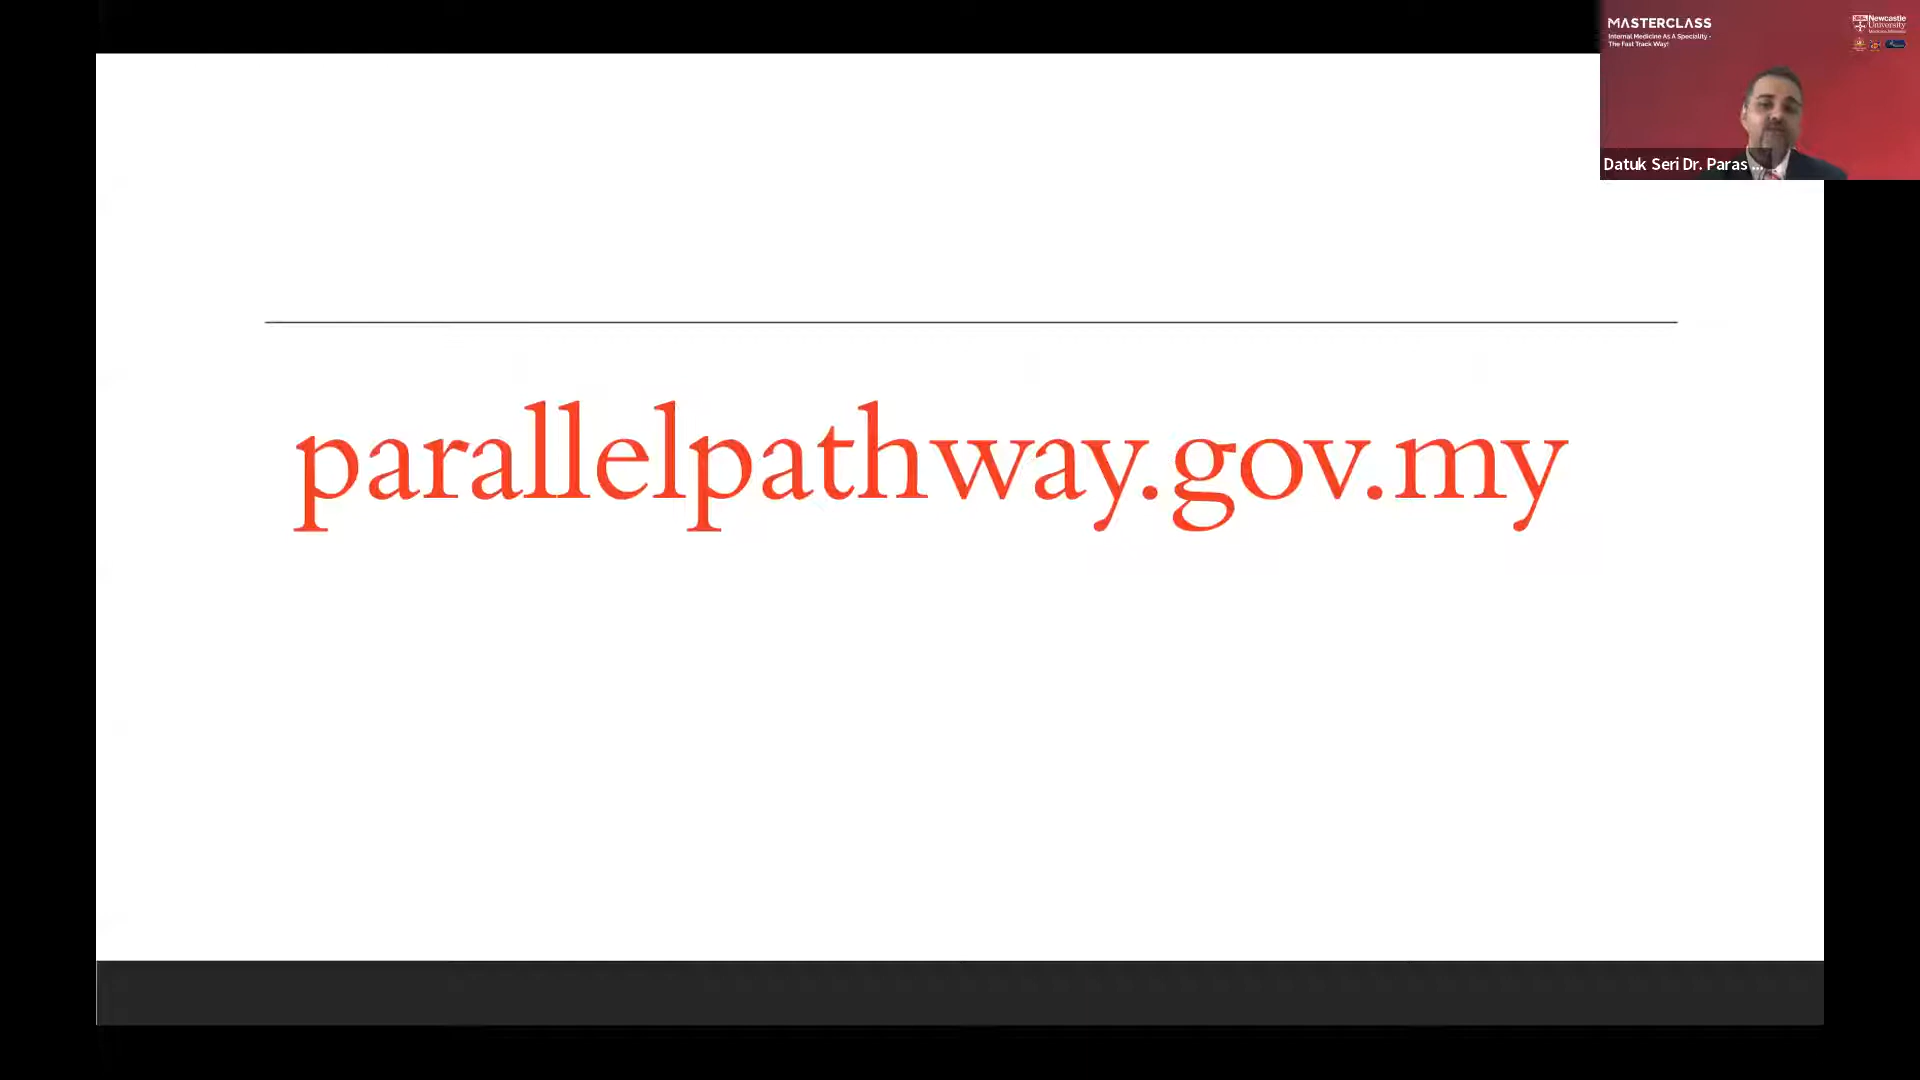 MASTERCLASS
Internal Medicine As A Speciality -
The Fast Track Way!
Newcastle
University
Datuk Seri Dr. Paras ...
parallelpathway.gov.my